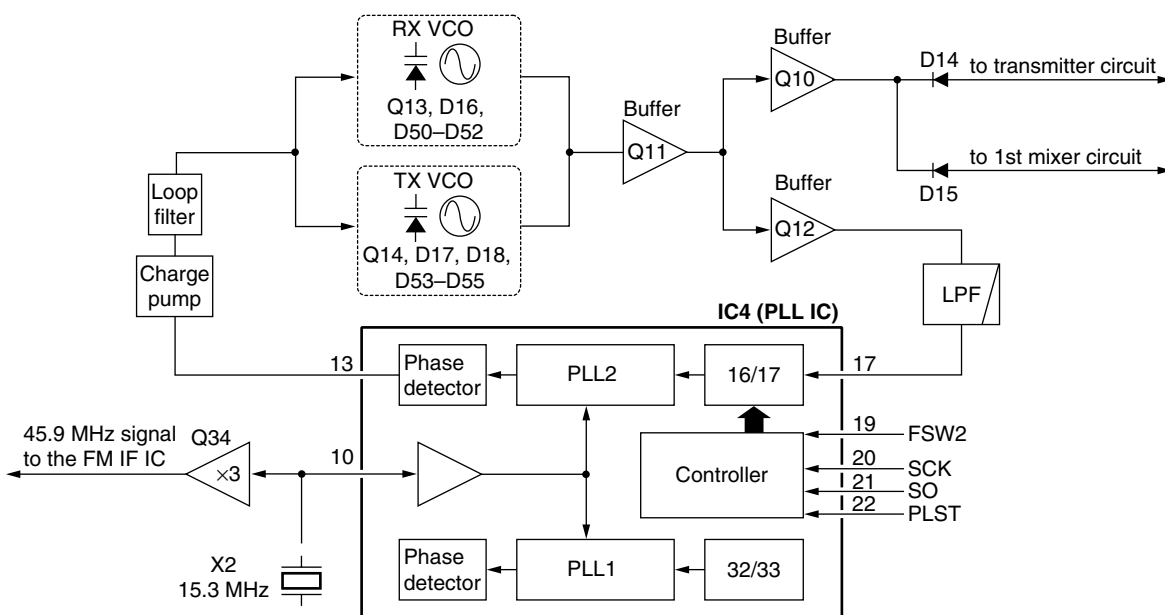 RX VCO
Q13, D16,
D50–D52
TX VCO
Q14, D17, D18,
D53–D55
Loop
filter
Charge
pump
Buffer
Q11
Buffer
Q10
Buffer
Q12
D14
to transmitter circuit
to 1st mixer circuit
D15
LPF
IC4 (PLL IC)
13
Phase
detector
PLL2
16/17
17
45.9 MHz signal
to the FM IF IC
Q34
×3
10
Controller
19
FSW2
20
SCK
21
SO
22
PLST
X2
15.3 MHz
Phase
detector
PLL1
32/33